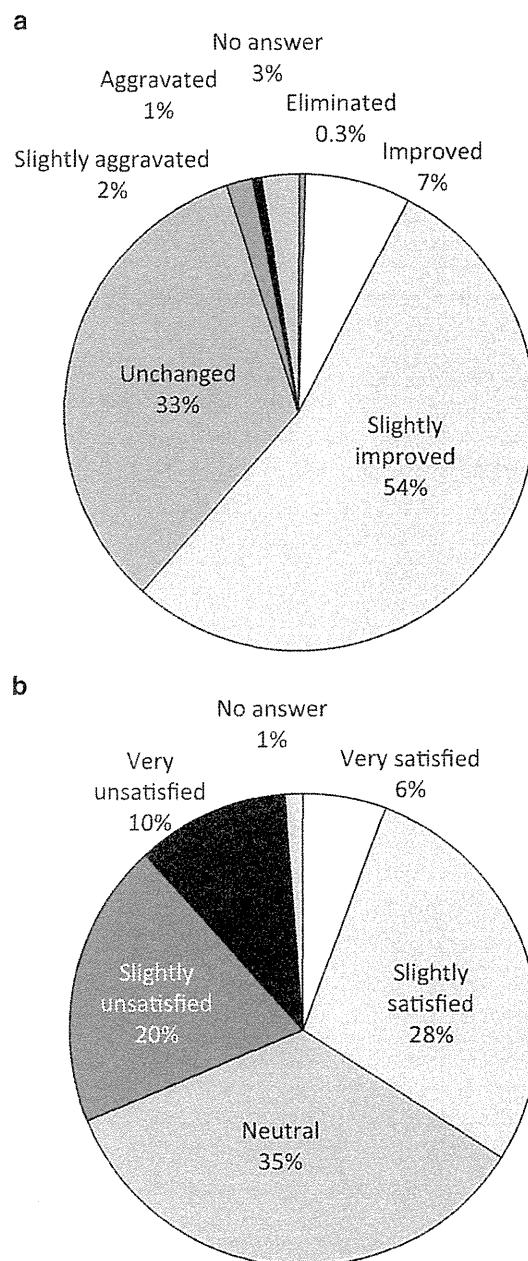 a
No answer
3%
Aggravated
1%
Eliminated
0.3%
Improved
7%
Slightly aggravated
2%
Unchanged
33%
Slightly
improved
54%
b
No answer
1%
Very satisfied
6%
Very
unsatisfied
10%
Slightly
satisfied
28%
Slightly
unsatisfied
20%
Neutral
35%